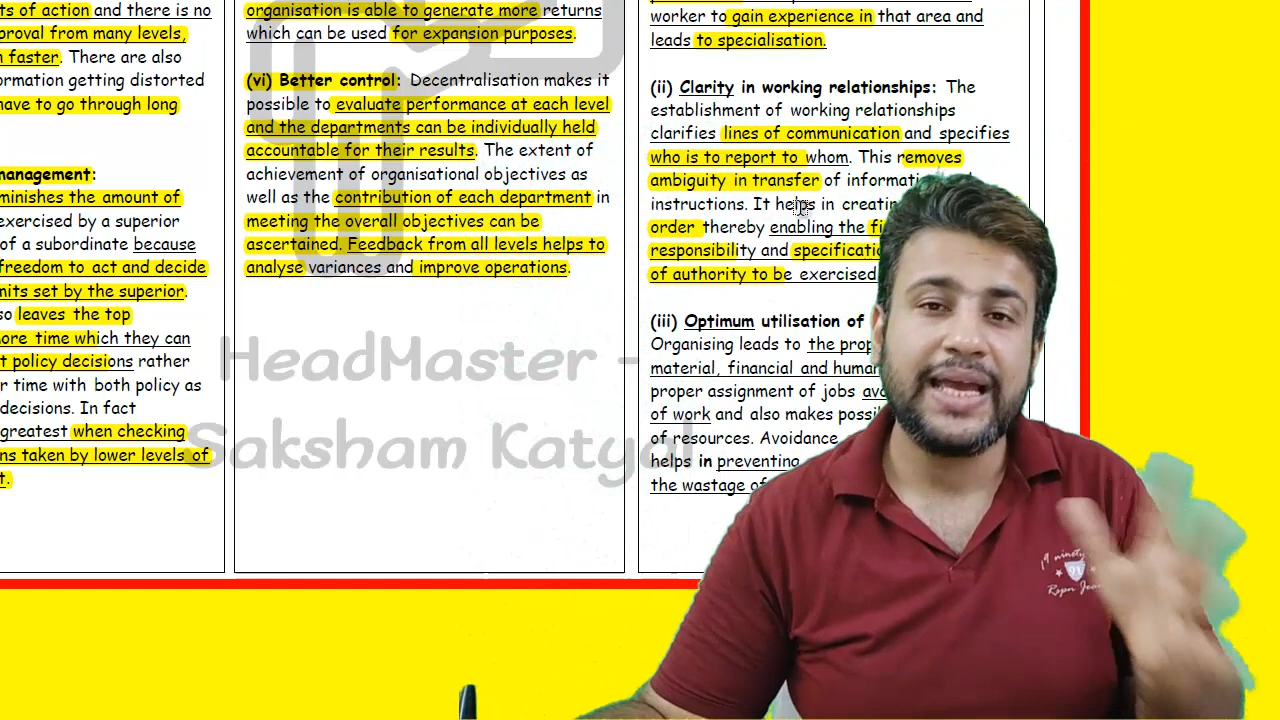 ts of action and there is no
proval from many levels,
n faster. There are also
ormation getting distorted
have to go through long
management:
minishes the amount of
exercised by a superior
of a subordinate because
freedom to act and decide
mits set by the superior.
so leaves the top
more time which they can
t policy decisions rather
r time with both policy as
decisions. In fact
greatest when checking
ns taken by lower levels of
t.
organisation is able to generate more returns
which can be used for expansion purposes.
(vi) Better control: Decentralisation makes it
possible to evaluate performance at each level
and the departments can be individually held
accountable for their results. The extent of
achievement of organisational objectives as
well as the contribution of each department in
meeting the overall objectives can be
ascertained. Feedback from all levels helps to
analyse variances and improve operations.
HeadMaster -
Saksham Katyal
worker to gain experience in that area and
leads to specialisation.
(ii) Clarity in working relationships: The
establishment of working relationships
clarifies lines of communication and specifies
who is to report to whom. This removes
ambiguity in transfer of informati
instructions. It helps in creatin
order thereby enabling the fi
responsibility and specificatio
of authority to be exercised
(iii) Optimum utilisation of
Organising leads to the prop
material, financial and human
proper assignment of jobs avo
of work and also makes possi
of resources. Avoidance
helps in preventing
the wastage of
19 ninety
91
Ropn Jean